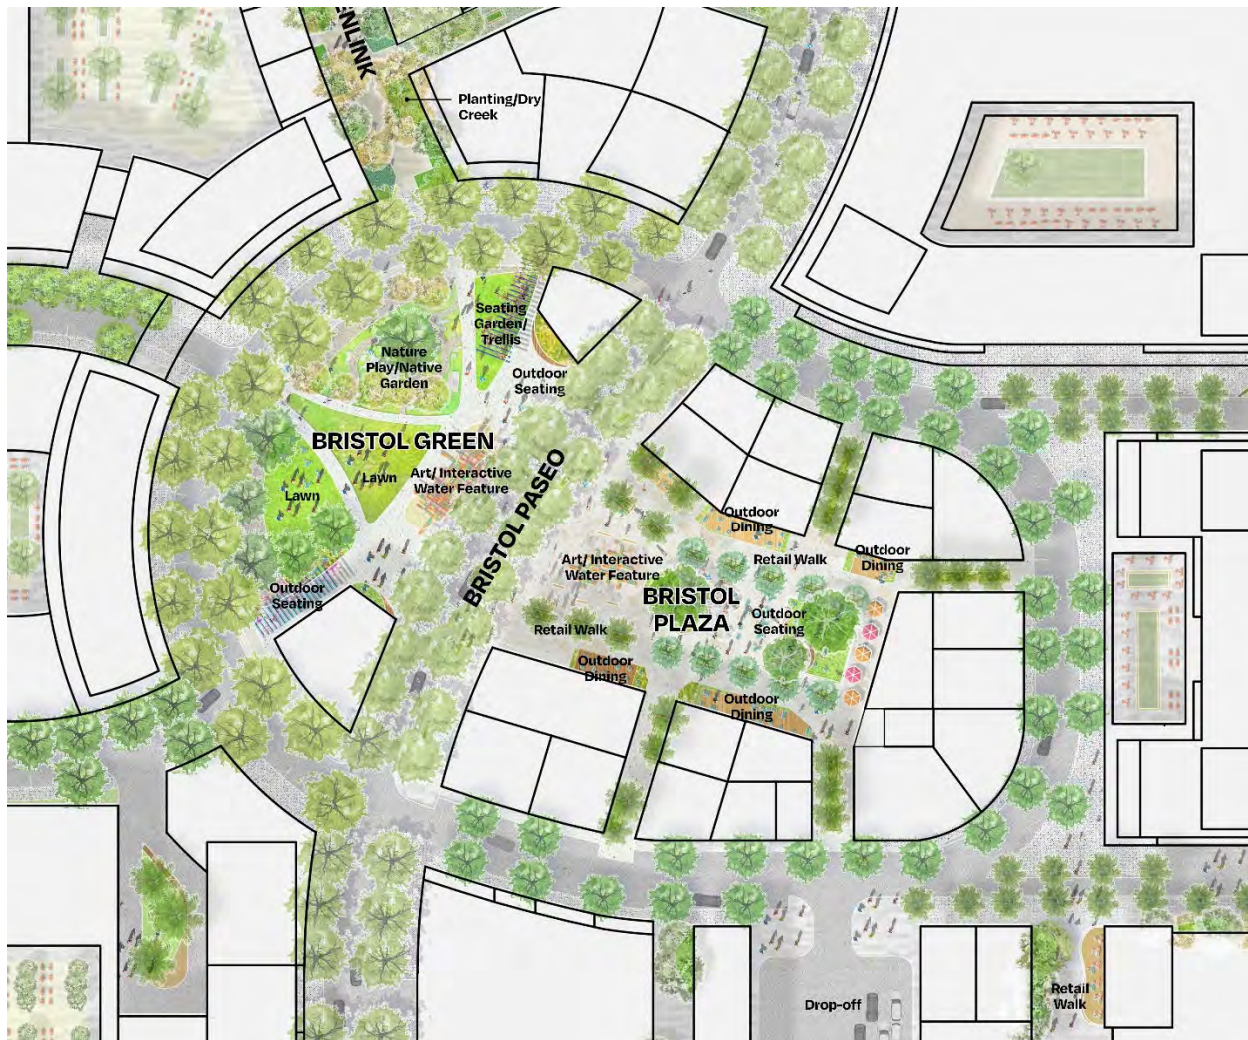 ENLINK
Planting/Dry
Creek
Seating
Garden/
Trellis
Nature
Play/Native
Garden
Outdoor
Seating
BRISTOL GREEN
Lawn
Lawn
Art/ Interactive
Water Feature
BRISTOL PASEO
Outdoor
Dining
Outdoor
Dining
Retail Walk
Art/ Interactive
Water Feature
BRISTOL
PLAZA
Outdoor
Seating
Outdoor
Seating
Retail Walk
Outdoor
Dining
Outdoor
Dining
Drop-off
Retail
Walk